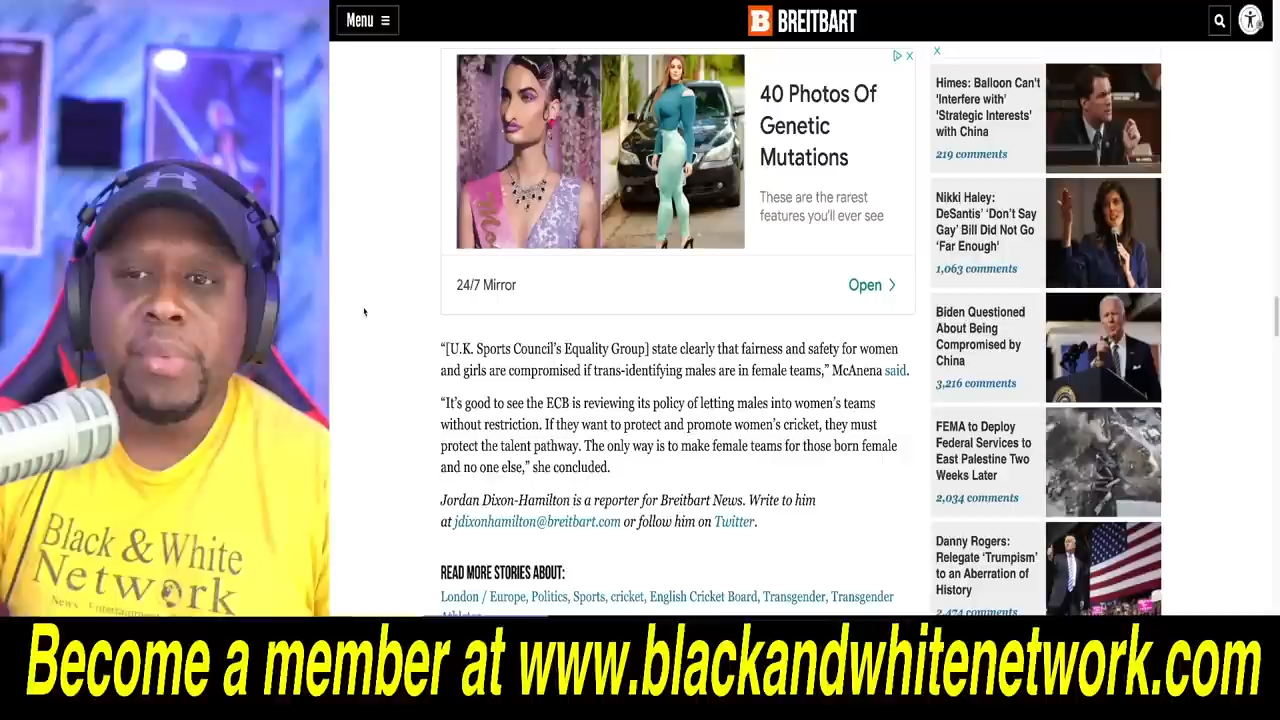 Menu
BREITBART
40 Photos Of
Genetic
Mutations
These are the rarest
features you'll ever see
24/7 Mirror
Open
“[U.K. Sports Council’s Equality Group] state clearly that fairness and safety for women
and girls are compromised if trans-identifying males are in female teams,” McAnena said.
“It’s good to see the ECB is reviewing its policy of letting males into women’s teams
without restriction. If they want to protect and promote women’s cricket, they must
protect the talent pathway. The only way is to make female teams for those born female
and no one else,” she concluded.
Jordan Dixon-Hamilton is a reporter for Breitbart News. Write to him
at jdixonhamilton@breitbart.com or follow him on Twitter.
READ MORE STORIES ABOUT:
London / Europe, Politics, Sports, cricket, English Cricket Board, Transgender, Transgender
Himes: Balloon Can't
'Interfere with'
'Strategic Interests'
with China
219 comments
Nikki Haley:
DeSantis’ ‘Don’t Say
Gay’ Bill Did Not Go
‘Far Enough’
1,063 comments
Biden Questioned
About Being
Compromised by
China
3,216 comments
FEMA to Deploy
Federal Services to
East Palestine Two
Weeks Later
2,034 comments
Danny Rogers:
Relegate ‘Trumpism’
to an Aberration of
History
2,474 comments
Black & White
Network
News Entertainment
Become a member at www.blackandwhitenetwork.com